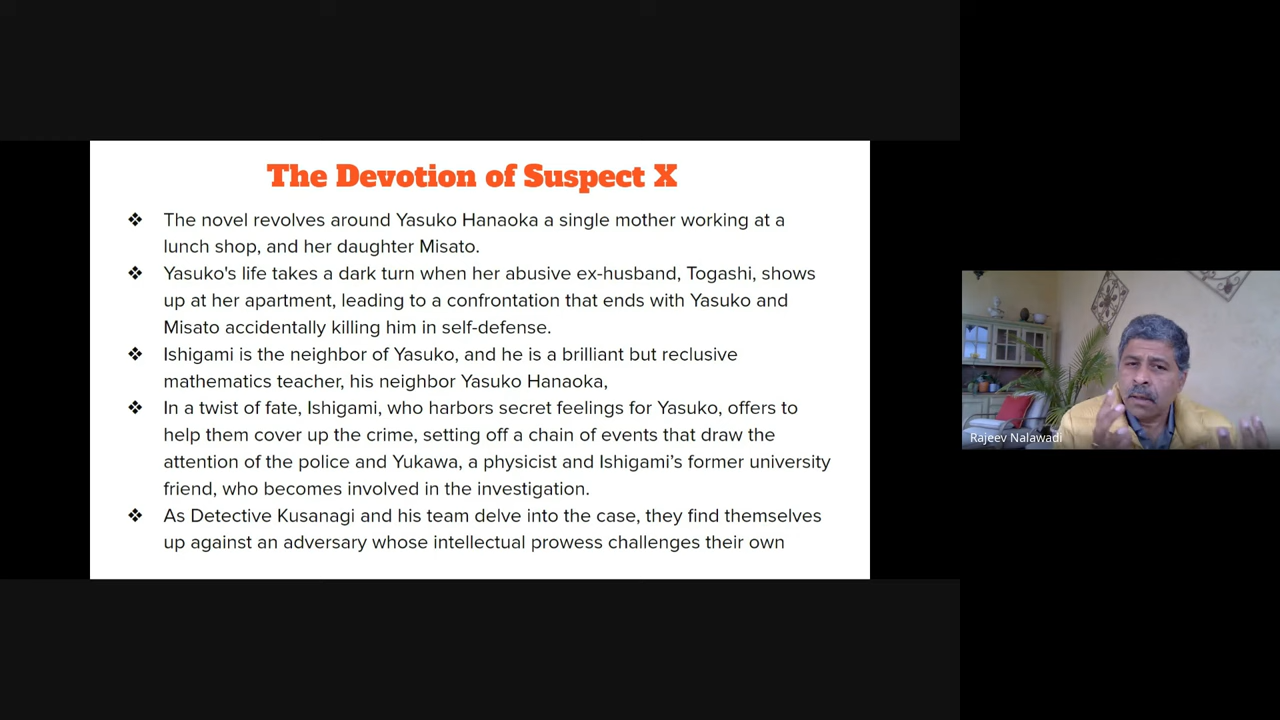 The Devotion of Suspect X
❖ The novel revolves around Yasuko Hanaoka a single mother working at a
lunch shop, and her daughter Misato.
❖ Yasuko's life takes a dark turn when her abusive ex-husband, Togashi, shows
up at her apartment, leading to a confrontation that ends with Yasuko and
Misato accidentally killing him in self-defense.
❖ Ishigami is the neighbor of Yasuko, and he is a brilliant but reclusive
mathematics teacher, his neighbor Yasuko Hanaoka,
❖ In a twist of fate, Ishigami, who harbors secret feelings for Yasuko, offers to
help them cover up the crime, setting off a chain of events that draw the
attention of the police and Yukawa, a physicist and Ishigami’s former university
friend, who becomes involved in the investigation.
❖ As Detective Kusanagi and his team delve into the case, they find themselves
up against an adversary whose intellectual prowess challenges their own
Rajeev Nalawadi